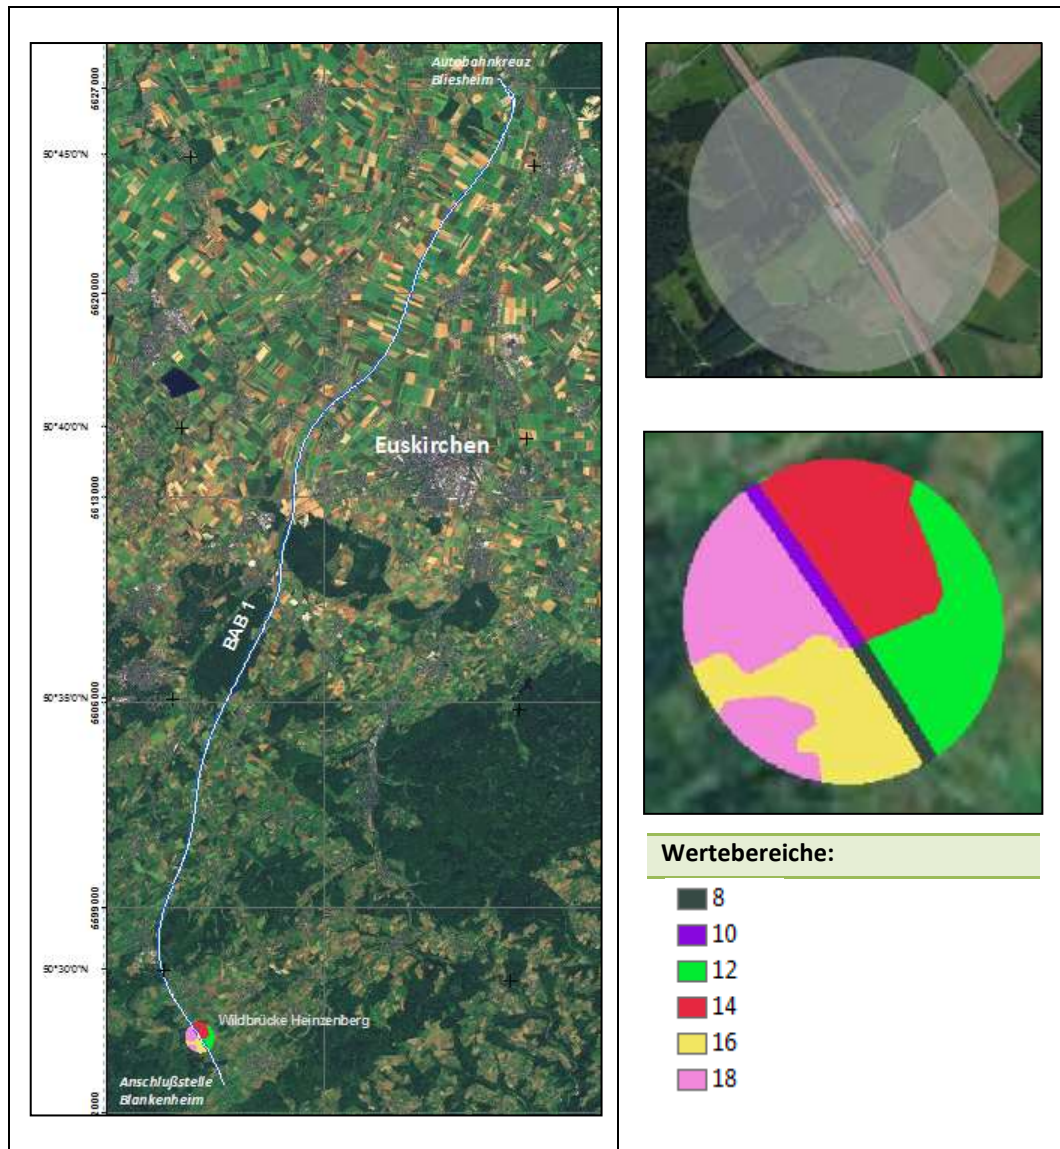 Autobahnkreuz
Bliesheim
6627 000
50°45'0"N
6620 000
50°40'0"N
Euskirchen
6613 000
BAB 1
50°35'0"N
6606 000
6599 000
50°30'0"N
Wildbrücke Heinzenberg
Anschlußstelle
Blankenheim
2 000
Wertebereiche:
8
10
12
14
16
18